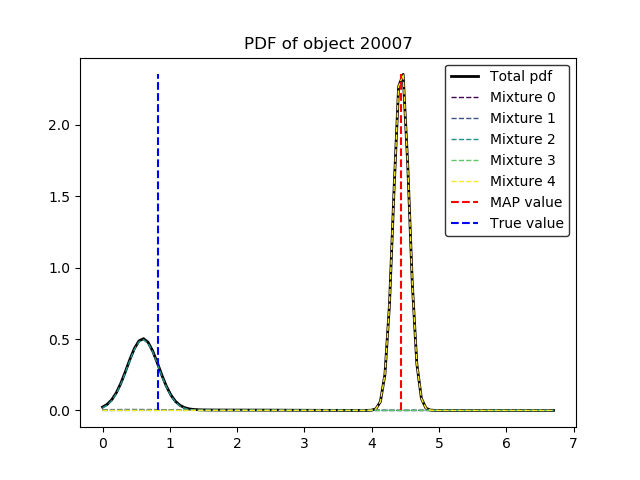 PDF of object 20007
Total pdf
Mixture 0
Mixture 1
Mixture 2
Mixture 3
Mixture 4
MAP value
True value
2.0
1.5
1.0
0.5
0.0
0 1 2 3 4 5 6 7